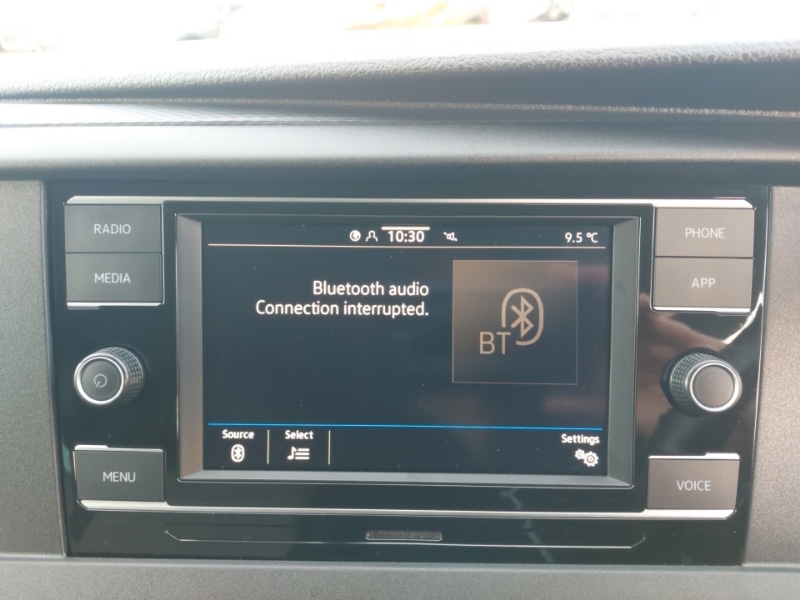 RADIO
MEDIA
MENU
10:30
9.5 °C
Bluetooth audio
Connection interrupted.
BT
Source
Select
Settings
PHONE
APP
VOICE